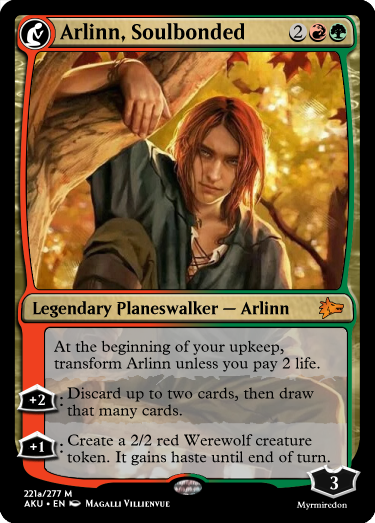 Arlinn, Soulbonded 2
Legendary Planeswalker — Arlinn
At the beginning of your upkeep,
transform Arlinn unless you pay 2 life.
+2: Discard up to two cards, then draw
that many cards.
+1: Create a 2/2 red Werewolf creature
token. It gains haste until end of turn.
3
221a/277 M
AKU • EN Magalli Villienvue
Myrmiredon